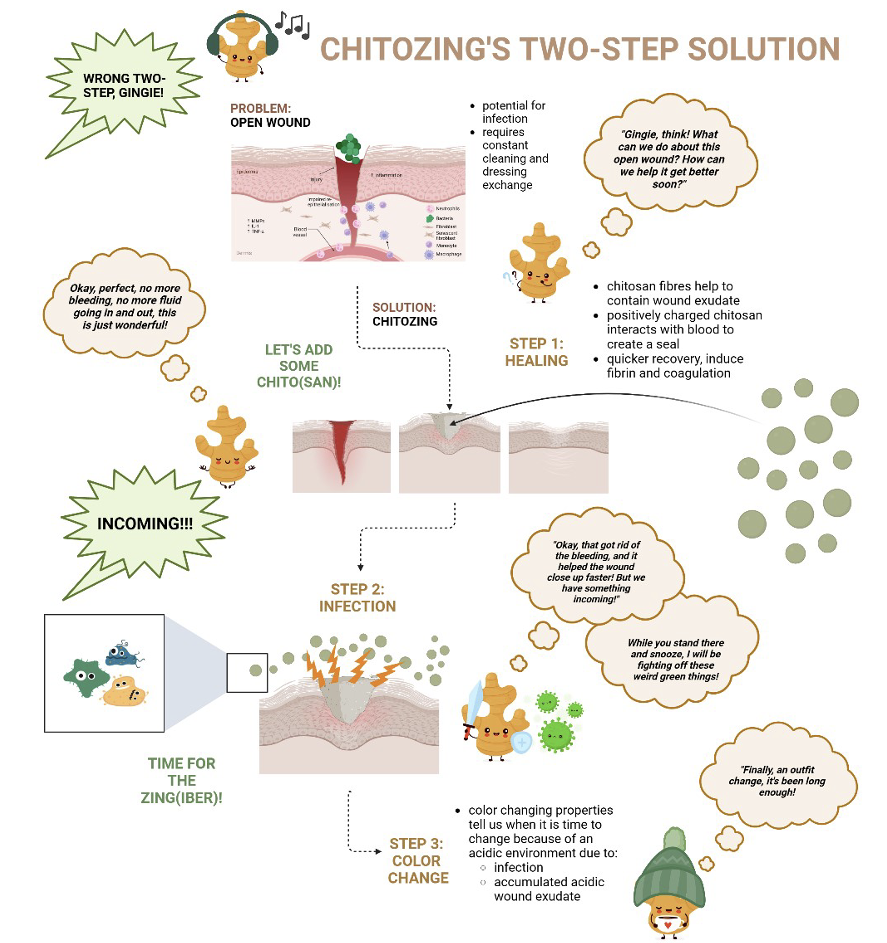 CHITOZING'S TWO-STEP SOLUTION
WRONG TWO-
STEP, GINGIE!
PROBLEM:
OPEN WOUND
• potential for
infection
• requires
constant
cleaning and
dressing
exchange
"Gingie, think! What
can we do about this
open wound? How can
we help it get better
soon?"
Epidermis
Injury
↑ Inflammation
Impaired re-
epithelialisation
↑ MMPs
↑ IL-1
↑ TNF-α
Blood
vessel
Dermis
Neutrophils
Bacteria
Fibroblast
Senescent
fibroblast
Monocyte
Macrophage
Okay, perfect, no more
bleeding, no more fluid
going in and out, this
is just wonderful!
SOLUTION:
CHITOZING
LET'S ADD
SOME
CHITO(SAN)!
STEP 1:
HEALING
• chitosan fibres help to
contain wound exudate
• positively charged chitosan
interacts with blood to
create a seal
• quicker recovery, induce
fibrin and coagulation
INCOMING!!!
STEP 2:
INFECTION
"Okay, that got rid of
the bleeding, and it
helped the wound
close up faster! But we
have something
incoming!"
While you stand there
and snooze, I will be
fighting off these
weird green things!
TIME FOR
THE
ZING(IBER)!
"Finally, an outfit
change, it's been long
enough!
STEP 3:
COLOR
CHANGE
• color changing properties
tell us when it is time to
change because of an
acidic environment due to:
○ infection
○ accumulated acidic
wound exudate